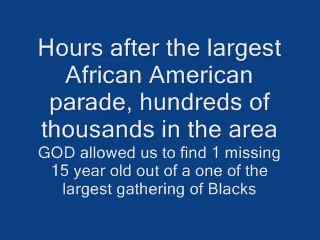 Hours after the largest
African American
parade, hundreds of
thousands in the area
GOD allowed us to find 1 missing
15 year old out of a one of the
largest gathering of Blacks